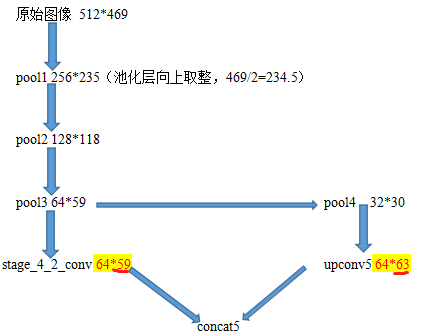 原始图像 512*469
pool1 256*235（池化层向上取整，469/2=234.5）
pool2 128*118
pool3 64*59
pool4 32*30
stage_4_2_conv 64*59
upconv5 64*63
concat5